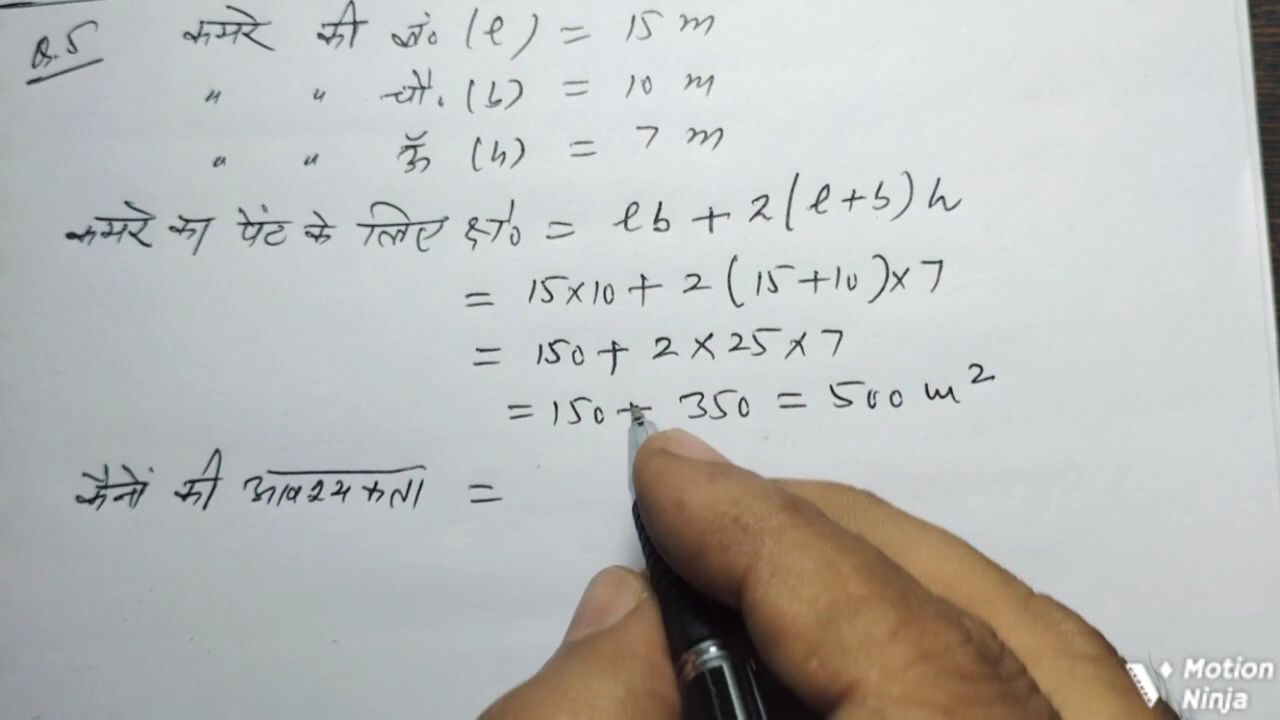 Q.5 कमरे की लं० (l) = 15 m
" " चौ. (b) = 10 m
" " ऊँ (h) = 7 m
कमरे का पेंट के लिए क्षे० = lb + 2(l+b)h
= 15×10 + 2(15+10)×7
= 150 + 2×25×7
= 150 + 350 = 500 m²
कैनों की आवश्यकता =
Motion
Ninja